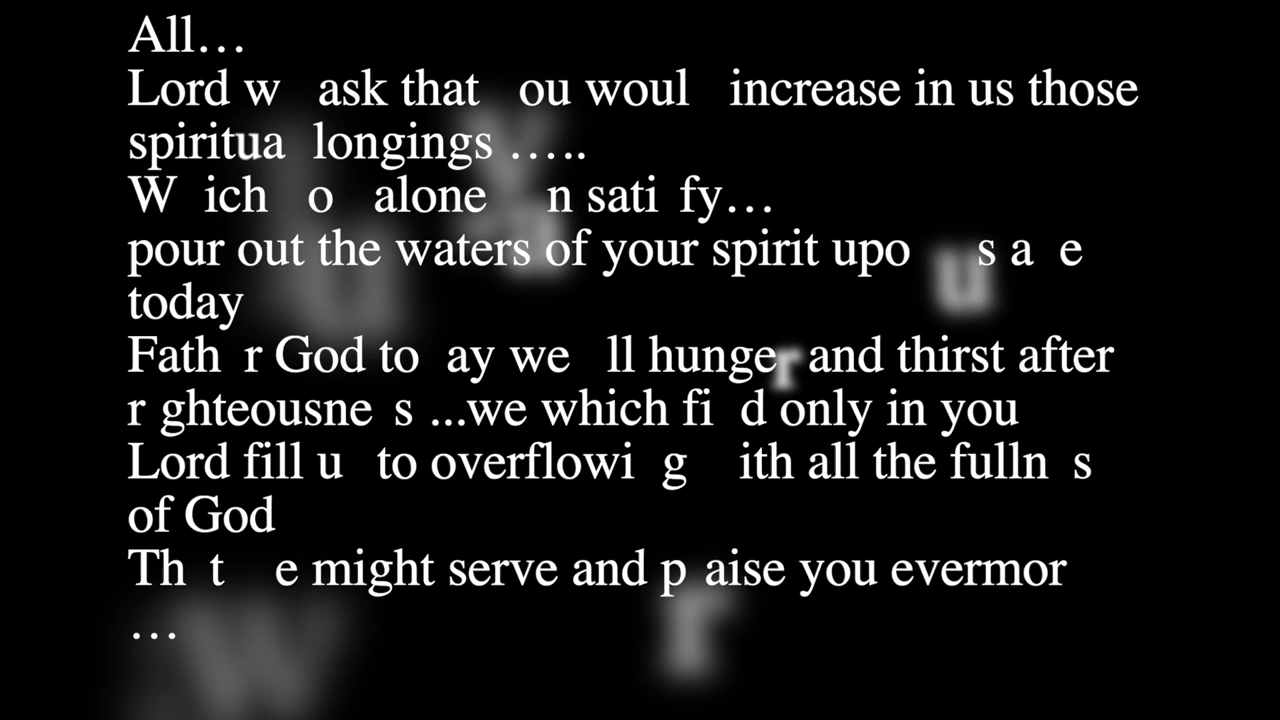 All…
Lord w ask that ou woul increase in us those
spiritua longings …..
W ich o alone n sati fy…
pour out the waters of your spirit upo u s a e
today
Fath r God to ay we ll hunger and thirst after
r ghteousne s ...we which fi d only in you
Lord fill u to overflowi g ith all the fulln s
of God
Th t e might serve and p aise you evermor
…